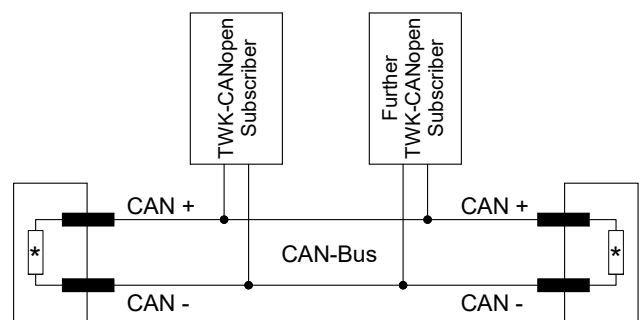 TWK-CANopen
Subscriber
Further
TWK-CANopen
Subscriber
CAN +
CAN +
*
*
CAN-Bus
CAN -
CAN -